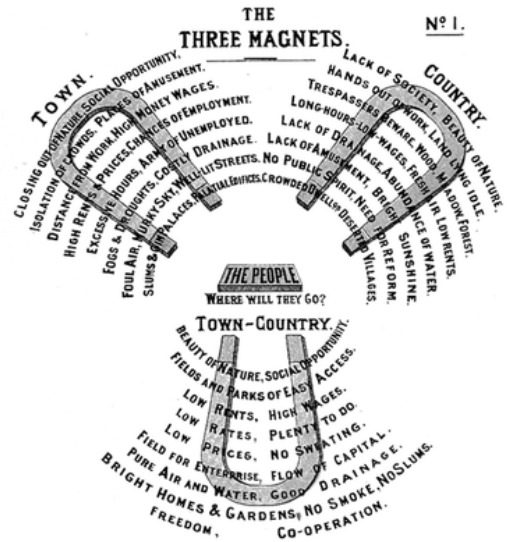 THE
THREE MAGNETS.
Nº 1.
TOWN.
CLOSING OUT OF NATURE. SOCIAL OPPORTUNITY.
ISOLATION OF CROWDS. PLACES OF AMUSEMENT.
DISTANCE FROM WORK. HIGH MONEY WAGES.
HIGH RENTS & PRICES. CHANCES OF EMPLOYMENT.
EXCESSIVE HOURS. ARMY OF UNEMPLOYED.
FOGS & DROUGHTS. COSTLY DRAINAGE.
FOUL AIR. MURKY SKY. WELL-LIT STREETS.
SLUMS & GIN PALACES. PALATIAL EDIFICES.
COUNTRY.
LACK OF SOCIETY. BEAUTY OF NATURE.
HANDS OUT OF WORK. LAND LYING IDLE.
TRESPASSERS BEWARE. WOOD, MEADOW, FOREST.
LONG-HOURS-LOW WAGES. FRESH AIR, LOW RENTS.
LACK OF DRAINAGE. ABUNDANCE OF WATER.
LACK OF AMUSEMENT. BRIGHT SUNSHINE.
NO PUBLIC SPIRIT. NEED FOR REFORM.
CROWDED DWELLINGS. DESERTED VILLAGES.
THE PEOPLE
WHERE WILL THEY GO?
TOWN-COUNTRY.
BEAUTY OF NATURE, SOCIAL OPPORTUNITY.
FIELDS AND PARKS OF EASY ACCESS.
LOW RENTS, HIGH WAGES.
LOW RATES, PLENTY TO DO.
LOW PRICES, NO SWEATING.
FIELD FOR ENTERPRISE, FLOW OF CAPITAL.
PURE AIR AND WATER, GOOD DRAINAGE.
BRIGHT HOMES & GARDENS, NO SMOKE, NO SLUMS.
FREEDOM, CO-OPERATION.